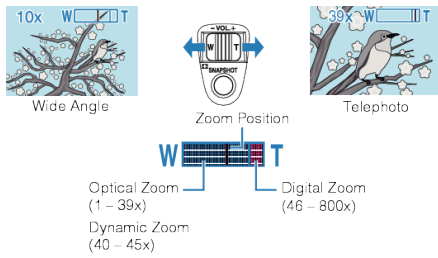 10x W T
- VOL. +
W T
SNAPSHOT
39x W T
Wide Angle
Telephoto
Zoom Position
W T
Optical Zoom
(1 – 39x)
Digital Zoom
(46 – 800x)
Dynamic Zoom
(40 – 45x)